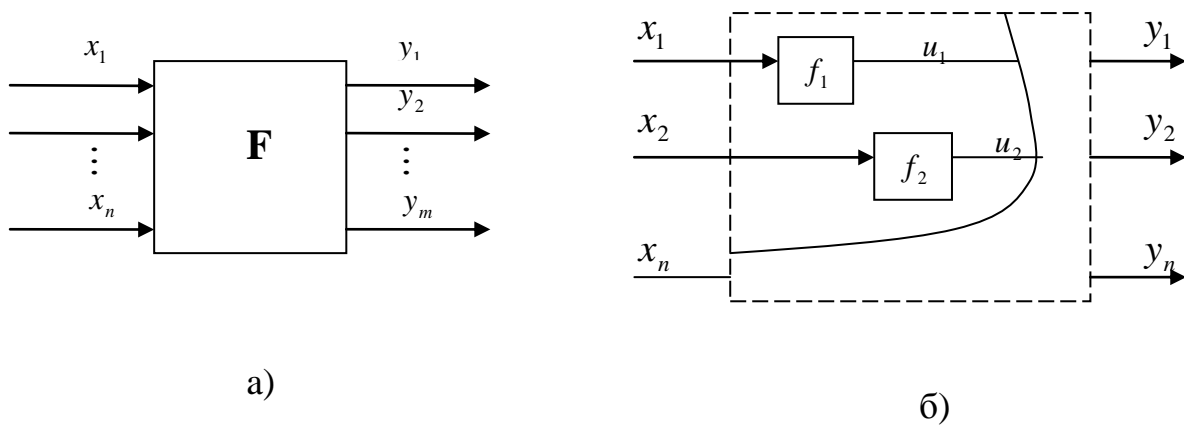 x₁
y₁
y₂
F
⋮
⋮
xₙ
yₘ
а)
x₁
f₁
u₁
y₁
x₂
f₂
u₂
y₂
xₙ
yₙ
б)